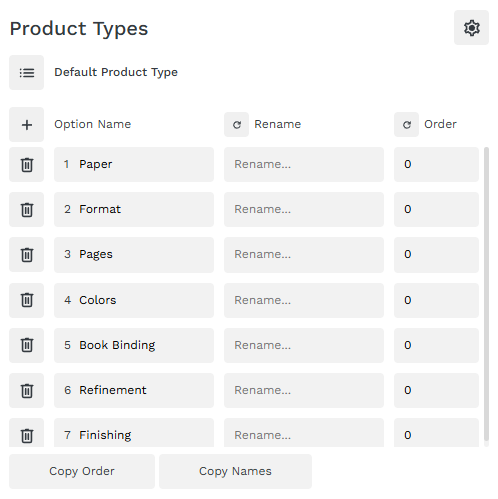 Product Types
Default Product Type
Option Name Rename Order
1 Paper Rename... 0
2 Format Rename... 0
3 Pages Rename... 0
4 Colors Rename... 0
5 Book Binding Rename... 0
6 Refinement Rename... 0
7 Finishing Rename... 0
Copy Order Copy Names